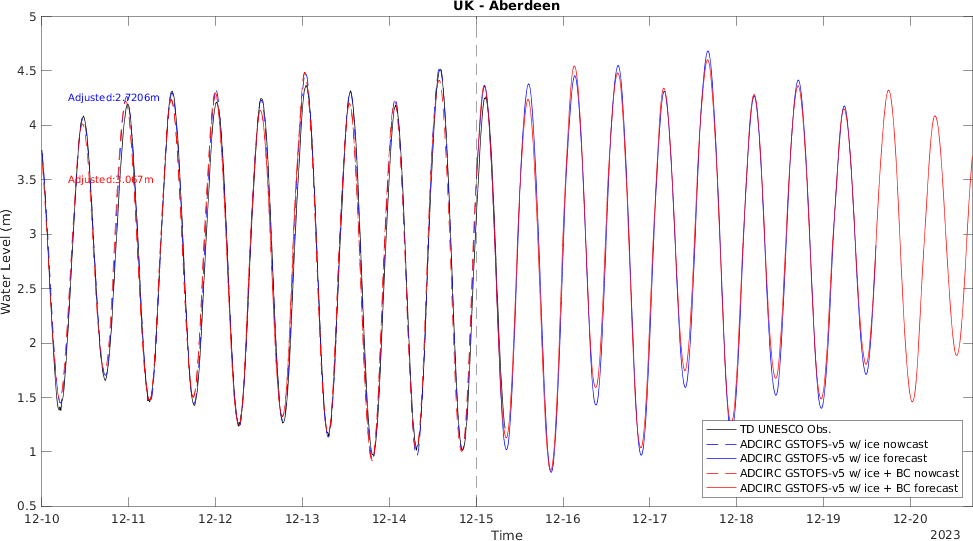 UK - Aberdeen
5
4.5
4
3.5
3
2.5
2
1.5
1
0.5
Water Level (m)
Adjusted:2.7206m
Adjusted:3.067m
TD UNESCO Obs.
ADCIRC GSTOFS-v5 w/ ice nowcast
ADCIRC GSTOFS-v5 w/ ice forecast
ADCIRC GSTOFS-v5 w/ ice + BC nowcast
ADCIRC GSTOFS-v5 w/ ice + BC forecast
12-10 12-11 12-12 12-13 12-14 12-15 12-16 12-17 12-18 12-19 12-20
Time
2023